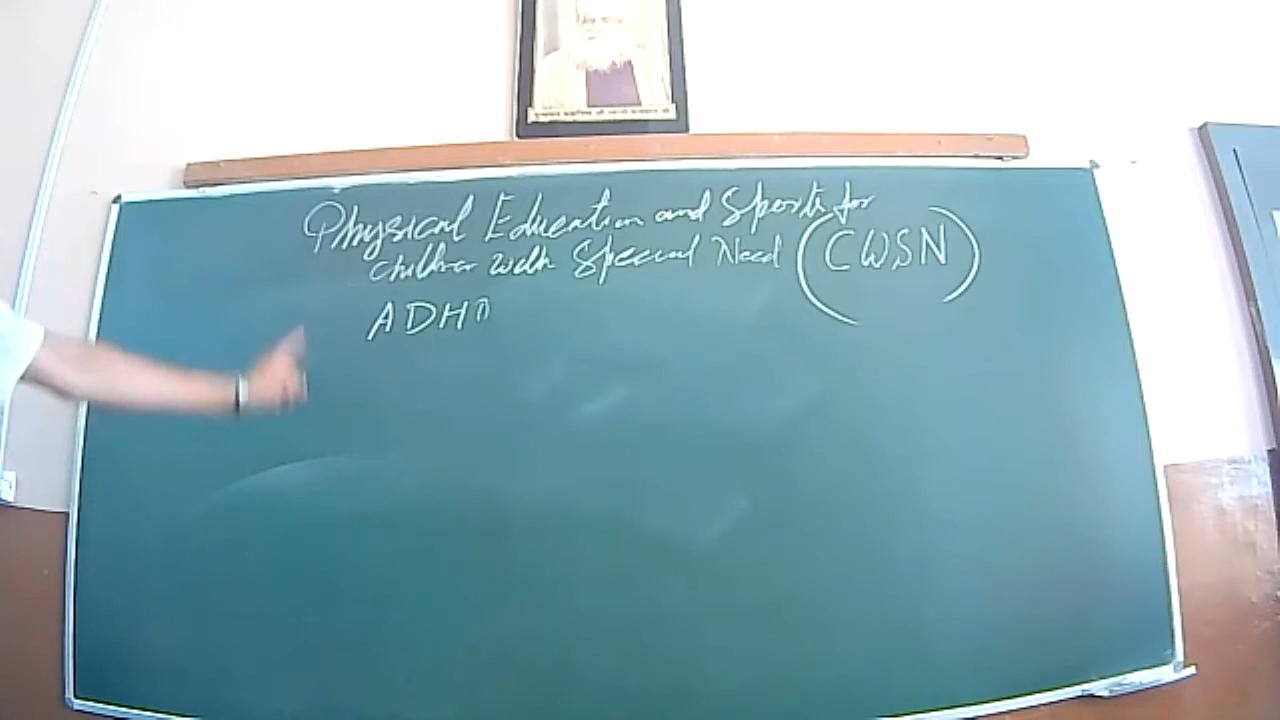 Physical Education and Sports for
Children with Special Need (CWSN)
ADHD